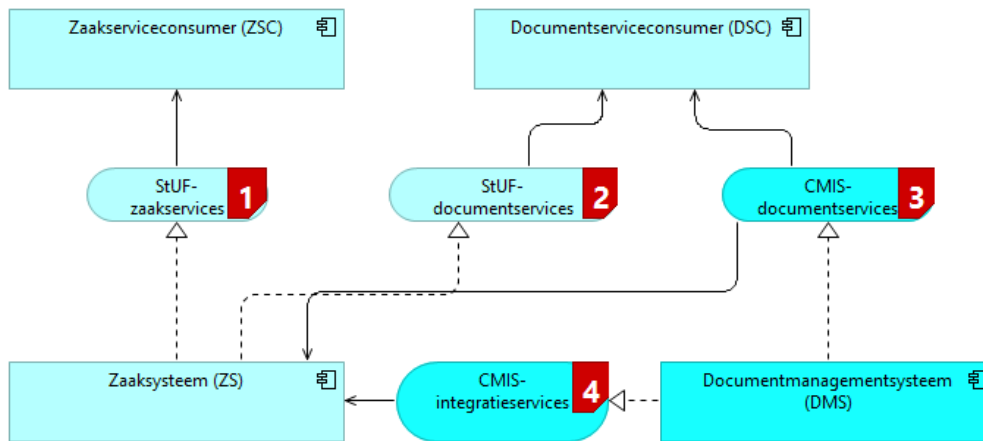 Zaakserviceconsumer (ZSC)
Documentserviceconsumer (DSC)
StUF-
zaakservices
1
StUF-
documentservices
2
CMIS-
documentservices
3
Zaaksysteem (ZS)
CMIS-
integratieservices
4
Documentmanagementsysteem
(DMS)